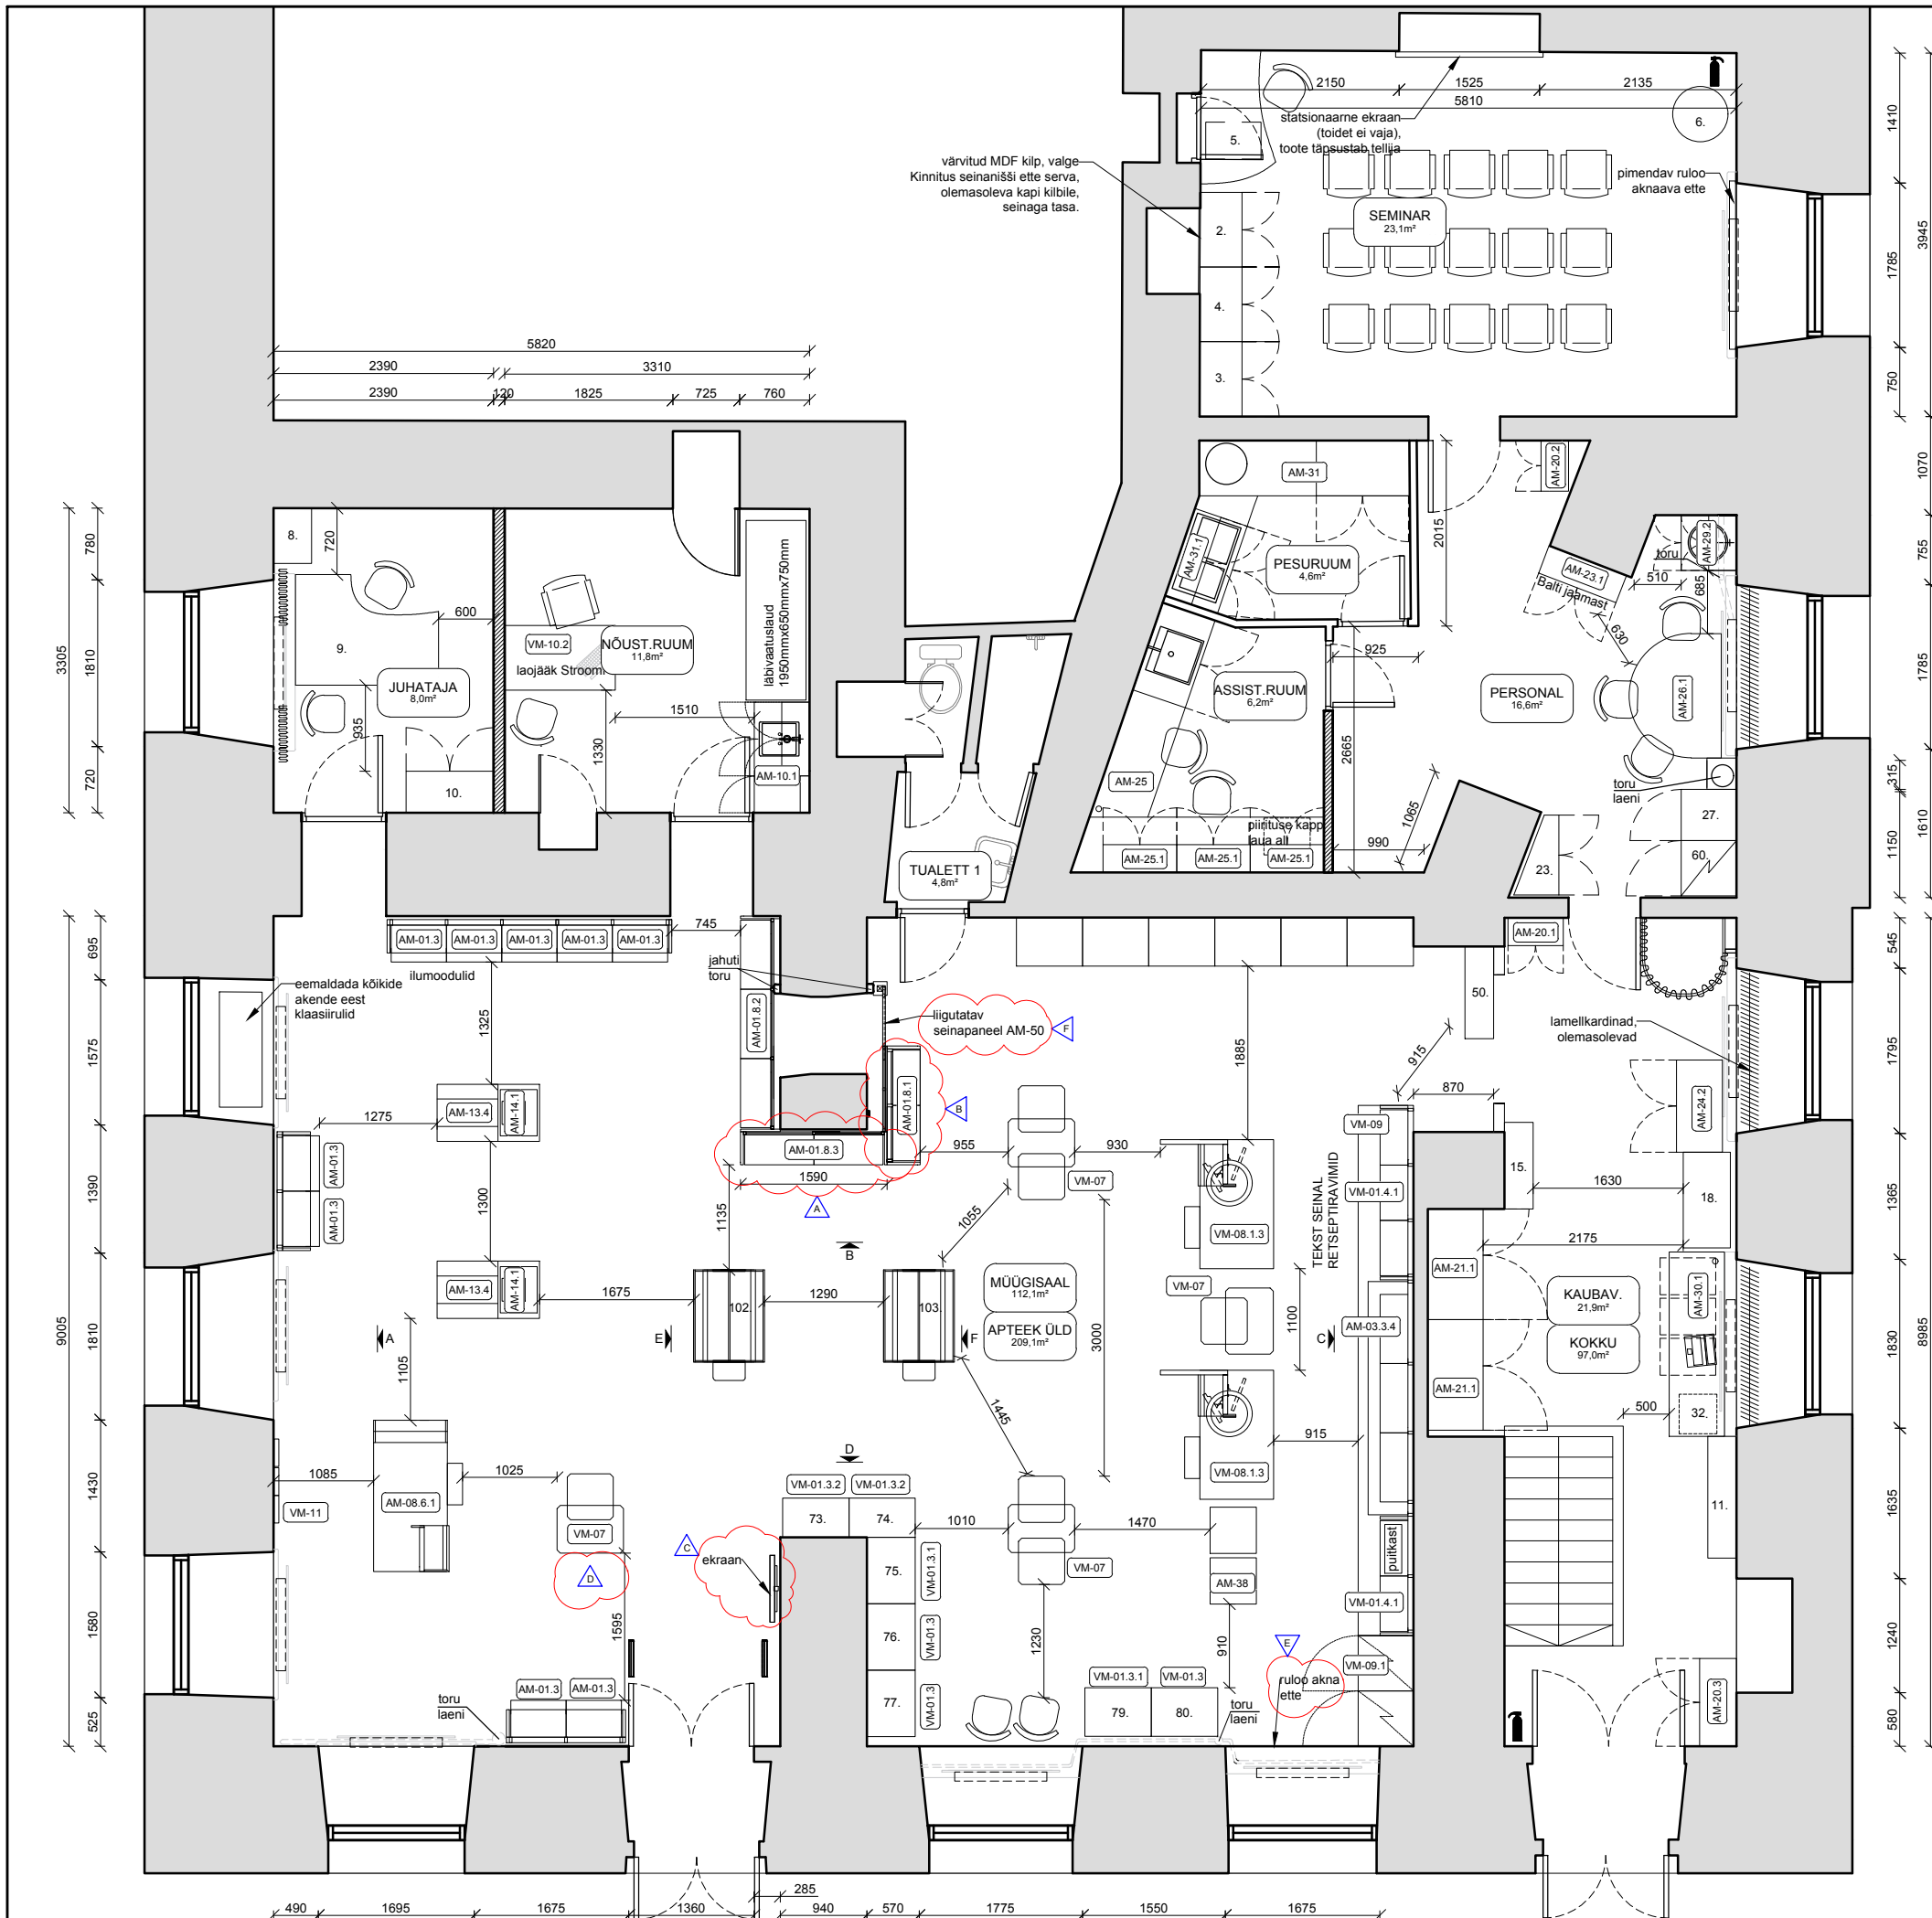 2150
1525
2135
5810
statsionaarne ekraan
(toidet ei vaja),
toote täpsustab tellija
5.
6.
1410
3945
värvitud MDF kilp, valge
Kinnitus seinanišši ette serva,
olemasoleva kapi kilbile,
seinaga tasa.
pimendav ruloo
aknaava ette
SEMINAR
23,1m²
2.
4.
3.
1785
750
5820
2390
3310
2390
120
1825
725
760
1070
AM-31
AM-31.1
PESURUUM
4,6m²
2015
AM-20.2
AM-23.1
Balti jaamast
toru
AM-29.2
510
685
630
755
3305
780
1810
720
8.
720
600
9.
JUHATAJA
8,0m²
935
10.
VM-10.2
laojääk Stroomi
NÕUST.RUUM
11,8m²
läbivaatuslaud
1950mmx650mmx750mm
1510
1330
AM-10.1
ASSIST.RUUM
6,2m²
925
2665
PERSONAL
16,6m²
AM-26.1
1785
AM-25
piirituse kapp
laua all
AM-25.1
AM-25.1
AM-25.1
990
1065
toru
laeni
27.
60.
23.
315
1150
1610
TUALETT 1
4,8m²
9005
695
1575
1390
1810
1430
1580
525
AM-01.3
AM-01.3
AM-01.3
AM-01.3
AM-01.3
745
ilumoodulid
eemaldada kõikide
akende eest
klaasiirulid
1325
jahuti
toru
AM-01.8.2
liigutatav
seinapaneel AM-50
F
AM-01.8.1
B
AM-01.8.3
1590
A
955
930
1885
AM-20.1
50.
915
870
lamellkardinad,
olemasolevad
AM-24.2
545
1795
1365
1830
1635
1240
580
8985
1275
AM-13.4
AM-14.1
AM-01.3
AM-01.3
1300
AM-13.4
AM-14.1
1135
B
1055
VM-07
VM-09
VM-01.4.1
TEKST SEINAL
RETSEPTIRAVIMID
VM-08.1.3
15.
1630
18.
2175
AM-21.1
AM-21.1
KAUBAV.
21,9m²
KOKKU
97,0m²
AM-30.1
32.
500
11.
1675
102.
1290
103.
MÜÜGISAAL
112,1m²
APTEEK ÜLD
209,1m²
VM-07
1100
3000
AM-03.3.4
A
E
F
C
1105
1445
D
1085
AM-08.6.1
1025
VM-11
VM-07
D
C
ekraan
1595
VM-01.3.2
VM-01.3.2
73.
74.
75.
VM-01.3.1
76.
VM-01.3
77.
VM-01.3
1010
1470
VM-07
1230
VM-08.1.3
915
AM-38
910
puitkast
VM-01.4.1
E
ruloo akna
ette
VM-09.1
VM-01.3.1
VM-01.3
79.
80.
toru
laeni
AM-01.3
AM-01.3
toru
laeni
AM-20.3
285
490
1695
1675
1360
940
570
1775
1550
1675